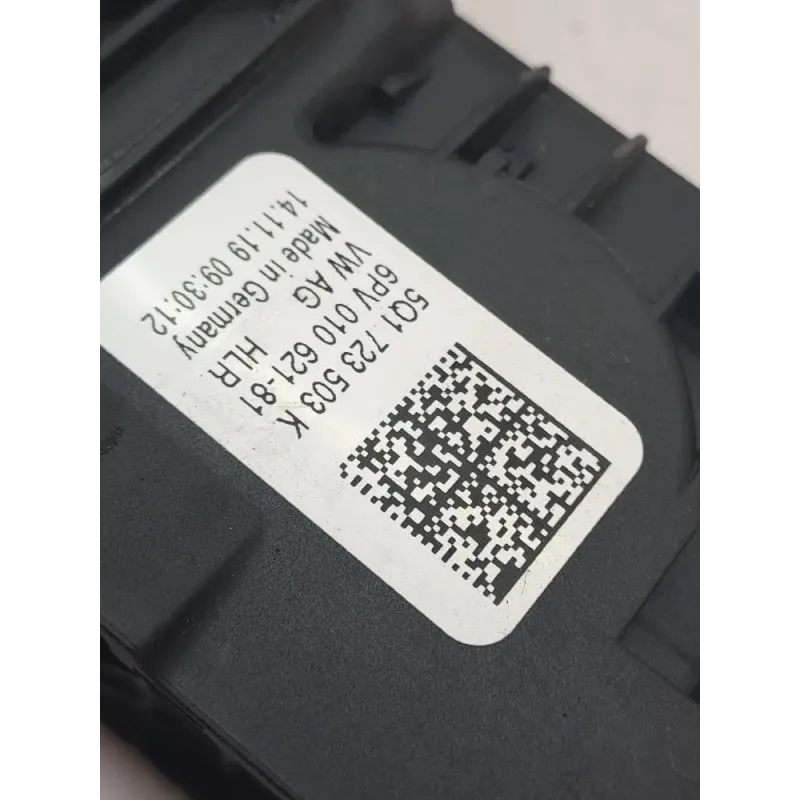 5Q1 723 503 K
6PV 010 621-81
VW AG HLR
Made in Germany
14.11.19 09:30:12